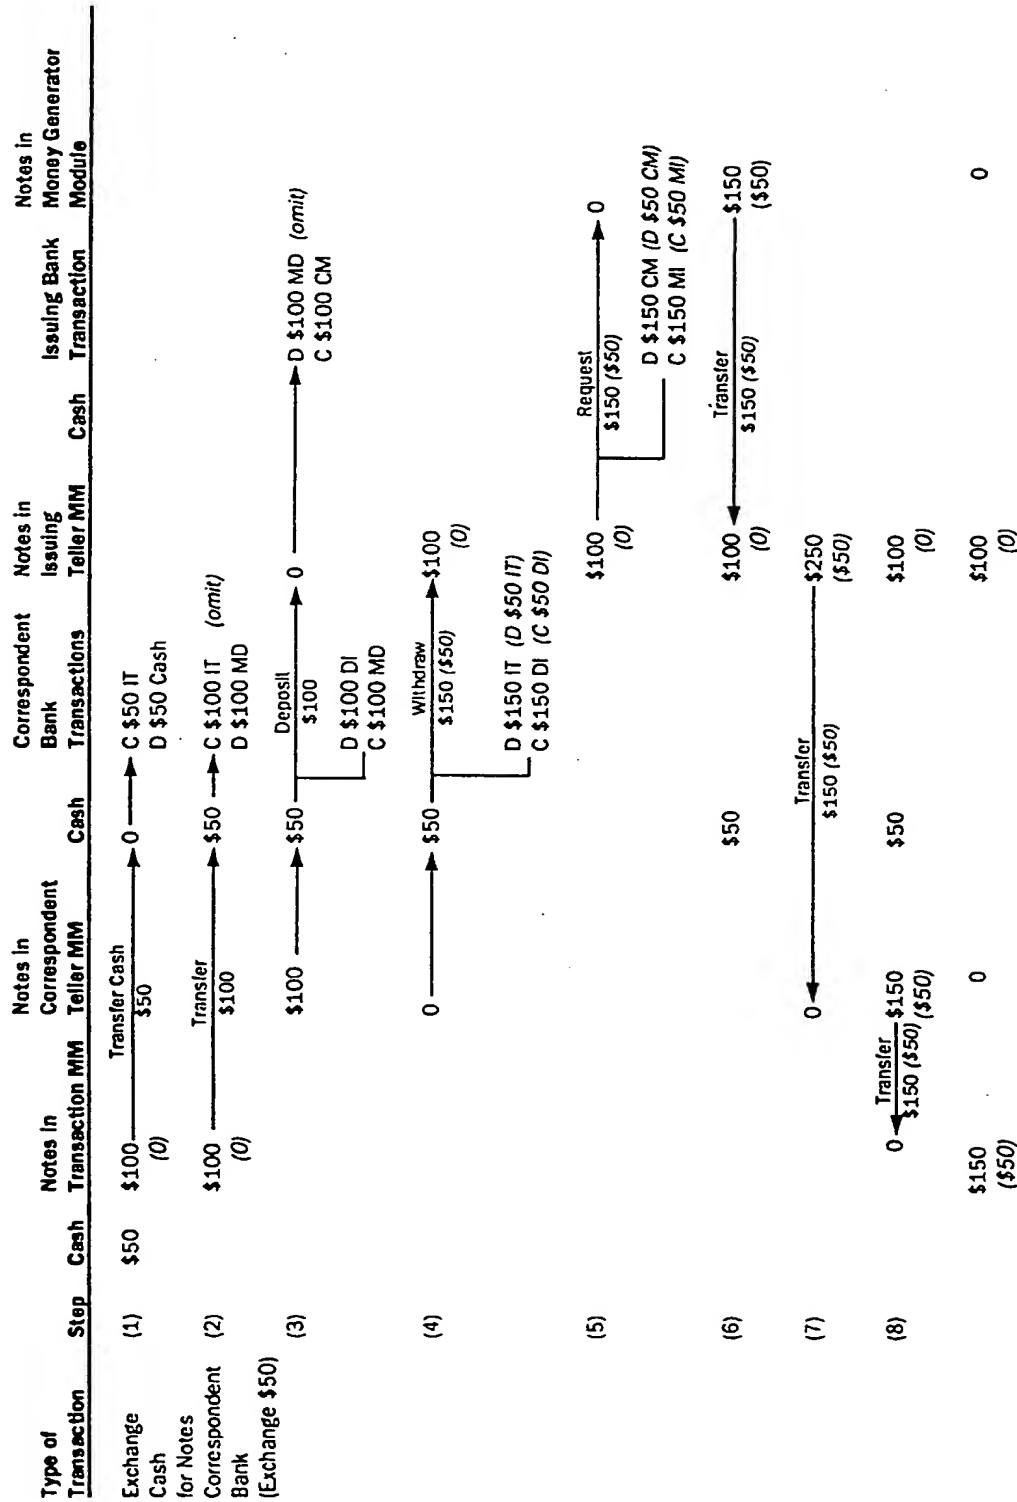 Type of Transaction
Step
Cash
Notes in Transaction MM
Notes in Correspondent Teller MM
Cash
Correspondent Bank Transactions
Notes in Issuing Teller MM
Cash
Issuing Bank Transaction
Notes in Money Generator Module
Exchange
Cash
for Notes
Correspondent
Bank
(Exchange $50)
(1)
$50
$100
(0)
Transfer Cash
$50
0
C $50 IT
D $50 Cash
(2)
$100
(0)
Transfer
$100
$50
C $100 IT (omit)
D $100 MD
(3)
$100
$50
Deposit
$100
D $100 DI
C $100 MD
0
D $100 MD (omit)
C $100 CM
(4)
0
$50
Withdraw
$150 ($50)
D $150 IT (D $50 IT)
C $150 DI (C $50 DI)
$100
(0)
(5)
$100
(0)
Request
$150 ($50)
0
D $150 CM (D $50 CM)
C $150 MI (C $50 MI)
(6)
$50
$100
(0)
Transfer
$150 ($50)
$150
($50)
(7)
0
Transfer
$150 ($50)
$250
($50)
(8)
0
Transfer
$150 ($50)
$150
($50)
$50
$100
(0)
$150
($50)
0
$100
(0)
0